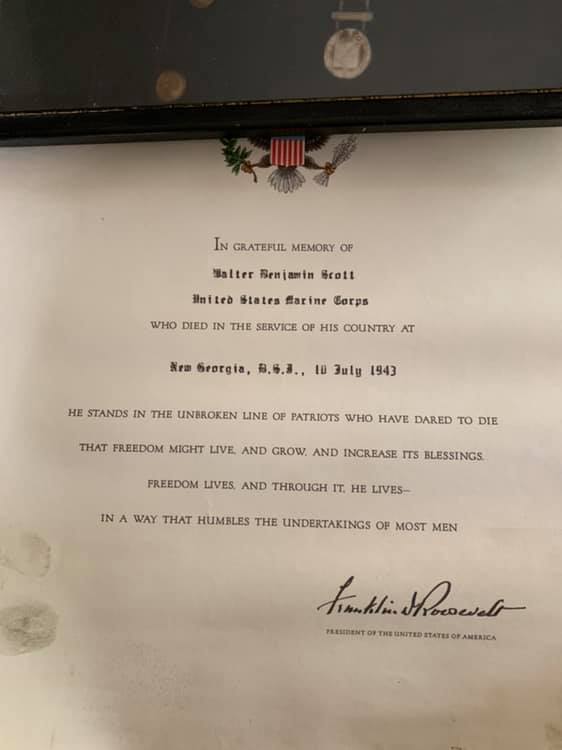 IN GRATEFUL MEMORY OF
Walter Benjamin Scott
United States Marine Corps
WHO DIED IN THE SERVICE OF HIS COUNTRY AT
New Georgia, B.S.I., 10 July 1943
HE STANDS IN THE UNBROKEN LINE OF PATRIOTS WHO HAVE DARED TO DIE
THAT FREEDOM MIGHT LIVE, AND GROW, AND INCREASE ITS BLESSINGS.
FREEDOM LIVES, AND THROUGH IT, HE LIVES—
IN A WAY THAT HUMBLES THE UNDERTAKINGS OF MOST MEN
Franklin D Roosevelt
PRESIDENT OF THE UNITED STATES OF AMERICA